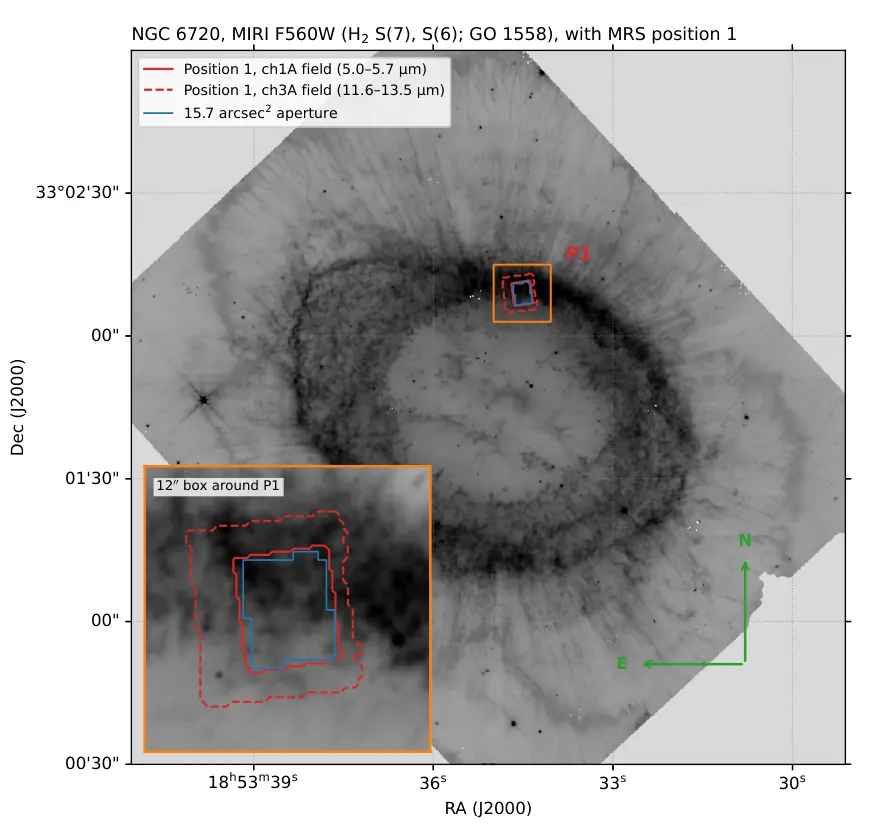 NGC 6720, MIRI F560W (H₂ S(7), S(6); GO 1558), with MRS position 1
Position 1, ch1A field (5.0–5.7 µm)
Position 1, ch3A field (11.6–13.5 µm)
15.7 arcsec² aperture
33°02'30"
P1
00"
Dec (J2000)
01'30"
12″ box around P1
N
00"
E
00'30"
18ʰ53ᵐ39ˢ
36ˢ
33ˢ
30ˢ
RA (J2000)